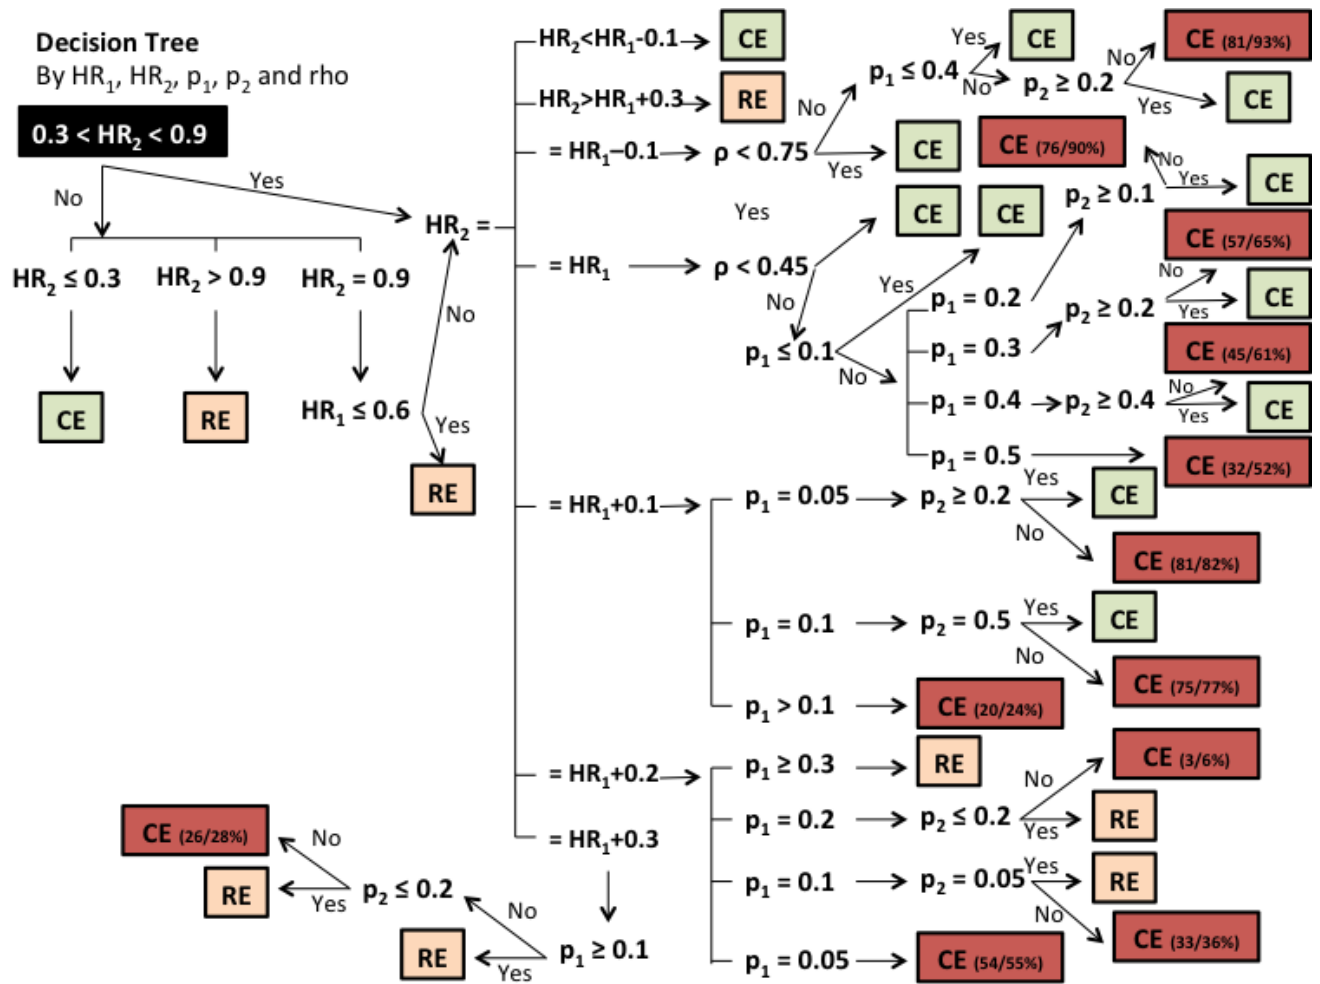 Decision Tree
By HR1, HR2, p1, p2 and rho
0.3 < HR2 < 0.9
No
Yes
HR2 ≤ 0.3
HR2 > 0.9
HR2 = 0.9
CE
RE
HR1 ≤ 0.6
No
Yes
RE
HR2 =
HR2<HR1-0.1
CE
HR2>HR1+0.3
RE
= HR1–0.1
ρ < 0.75
No
Yes
CE
p1 ≤ 0.4
Yes
No
CE
p2 ≥ 0.2
No
Yes
CE (81/93%)
CE
= HR1
ρ < 0.45
Yes
No
CE
p1 ≤ 0.1
Yes
No
CE
p1 = 0.2
p2 ≥ 0.1
No
Yes
CE (76/90%)
CE
p1 = 0.3
p2 ≥ 0.2
No
Yes
CE (57/65%)
CE
p1 = 0.4
p2 ≥ 0.4
No
Yes
CE (45/61%)
CE
p1 = 0.5
CE (32/52%)
= HR1+0.1
p1 = 0.05
p2 ≥ 0.2
Yes
No
CE
CE (81/82%)
p1 = 0.1
p2 = 0.5
Yes
No
CE
CE (75/77%)
p1 > 0.1
CE (20/24%)
= HR1+0.2
p1 ≥ 0.3
RE
p1 = 0.2
p2 ≤ 0.2
No
Yes
CE (3/6%)
RE
p1 = 0.1
p2 = 0.05
Yes
No
RE
CE (33/36%)
p1 = 0.05
CE (54/55%)
= HR1+0.3
p1 ≥ 0.1
No
Yes
RE
p2 ≤ 0.2
No
Yes
CE (26/28%)
RE